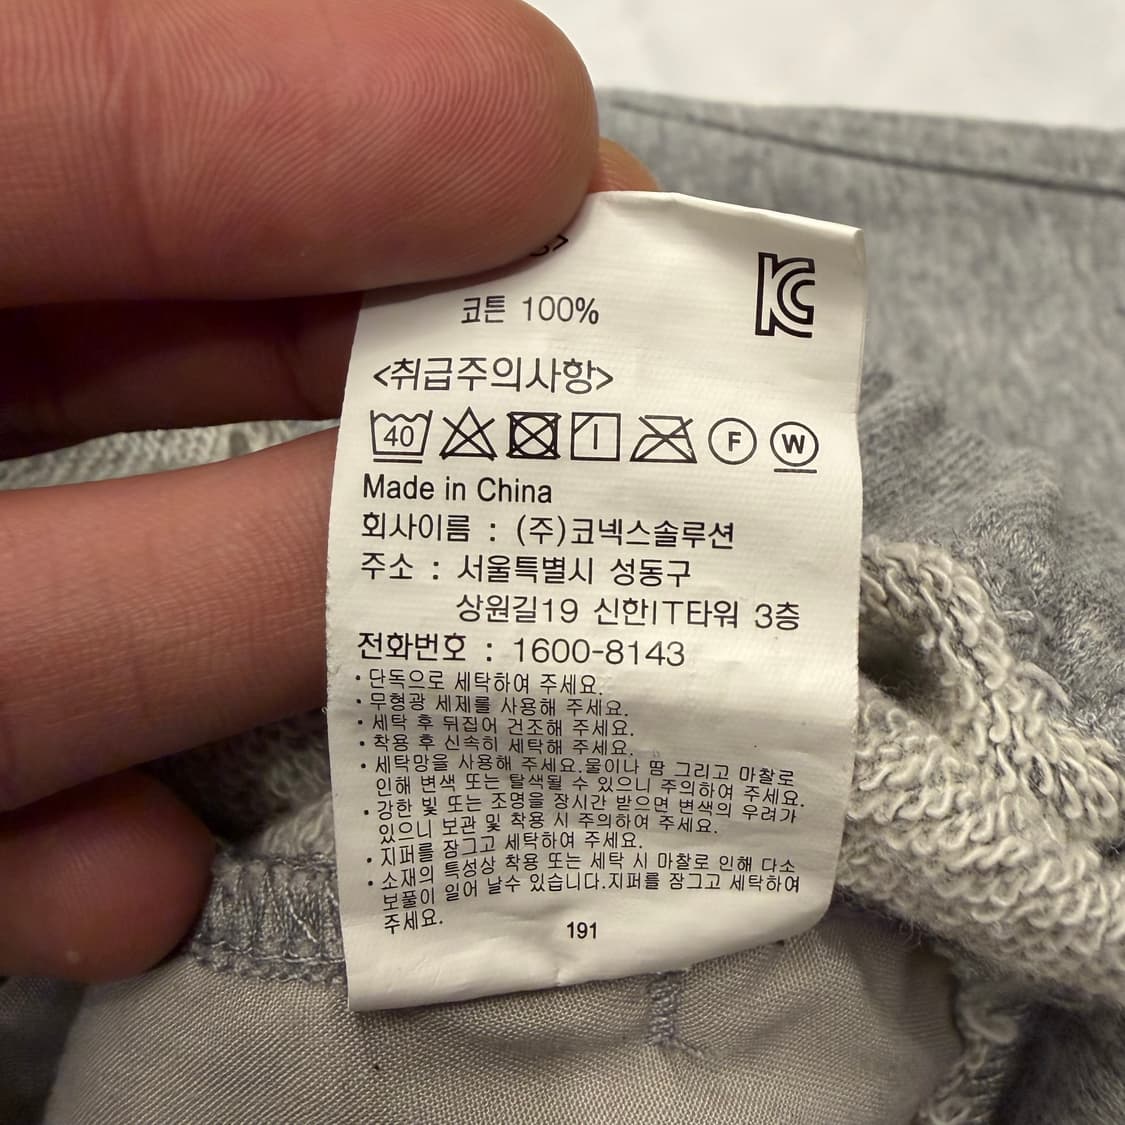 코튼 100%
KC
<취급주의사항>
40 F W
Made in China
회사이름 : (주)코넥스솔루션
주소 : 서울특별시 성동구
상원길19 신한IT타워 3층
전화번호 : 1600-8143
• 단독으로 세탁하여 주세요.
• 무형광 세제를 사용해 주세요.
• 세탁 후 뒤집어 건조해 주세요.
• 착용 후 신속히 세탁해 주세요.
• 세탁망을 사용해 주세요.물이나 땀 그리고 마찰로
인해 변색 또는 탈색될 수 있으니 주의하여 주세요.
• 강한 빛 또는 조명을 장시간 받으면 변색의 우려가
있으니 보관 및 착용 시 주의하여 주세요.
• 지퍼를 잠그고 세탁하여 주세요.
• 소재의 특성상 착용 또는 세탁 시 마찰로 인해 다소
보풀이 일어 날수 있습니다.지퍼를 잠그고 세탁하여
주세요.
191